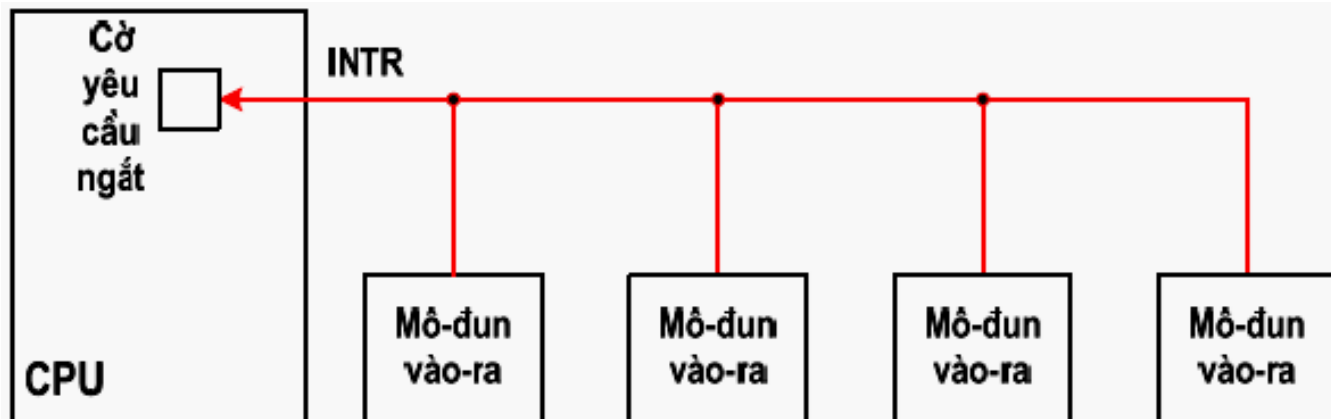 Cờ
yêu
cầu
ngắt
INTR
CPU
Mô-đun
vào-ra
Mô-đun
vào-ra
Mô-đun
vào-ra
Mô-đun
vào-ra